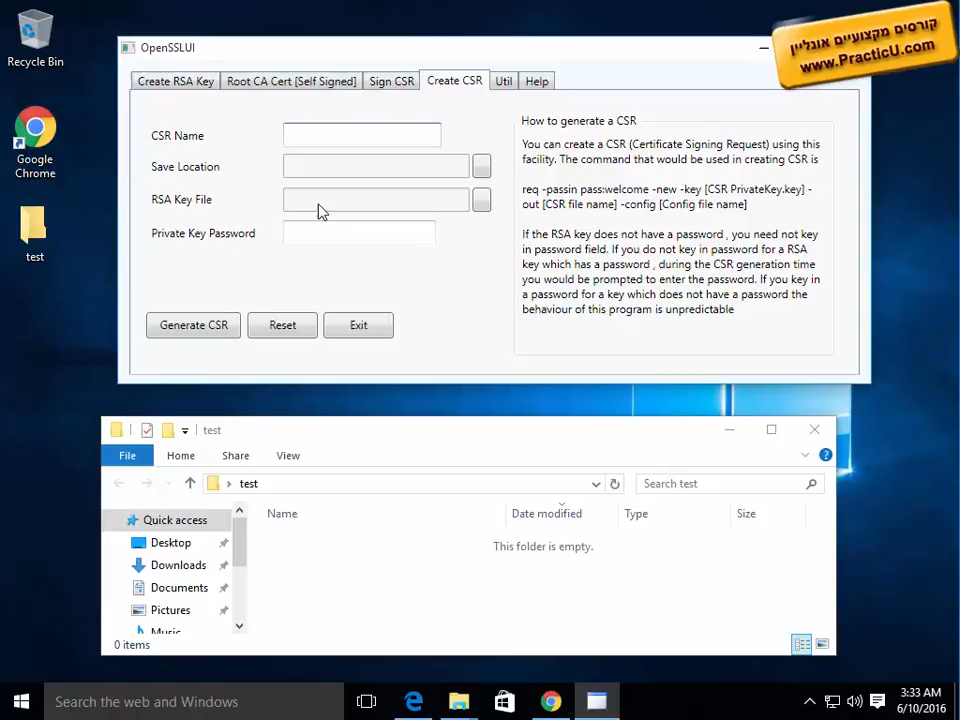 קורסים מקצועיים אונליין
www.PracticU.com
Recycle Bin
Google
Chrome
test
OpenSSLUI
Create RSA Key
Root CA Cert [Self Signed]
Sign CSR
Create CSR
Util
Help
CSR Name
Save Location
RSA Key File
Private Key Password
Generate CSR
Reset
Exit
How to generate a CSR
You can create a CSR (Certificate Signing Request) using this
facility. The command that would be used in creating CSR is
req -passin pass:welcome -new -key [CSR PrivateKey.key] -
out [CSR file name] -config [Config file name]
If the RSA key does not have a password , you need not key
in password field. If you do not key in password for a RSA
key which has a password , during the CSR generation time
you would be prompted to enter the password. If you key in
a password for a key which does not have a password the
behaviour of this program is unpredictable
test
File
Home
Share
View
test
Search test
Quick access
Desktop
Downloads
Documents
Pictures
Music
Name
Date modified
Type
Size
This folder is empty.
0 items
Search the web and Windows
3:33 AM
6/10/2016